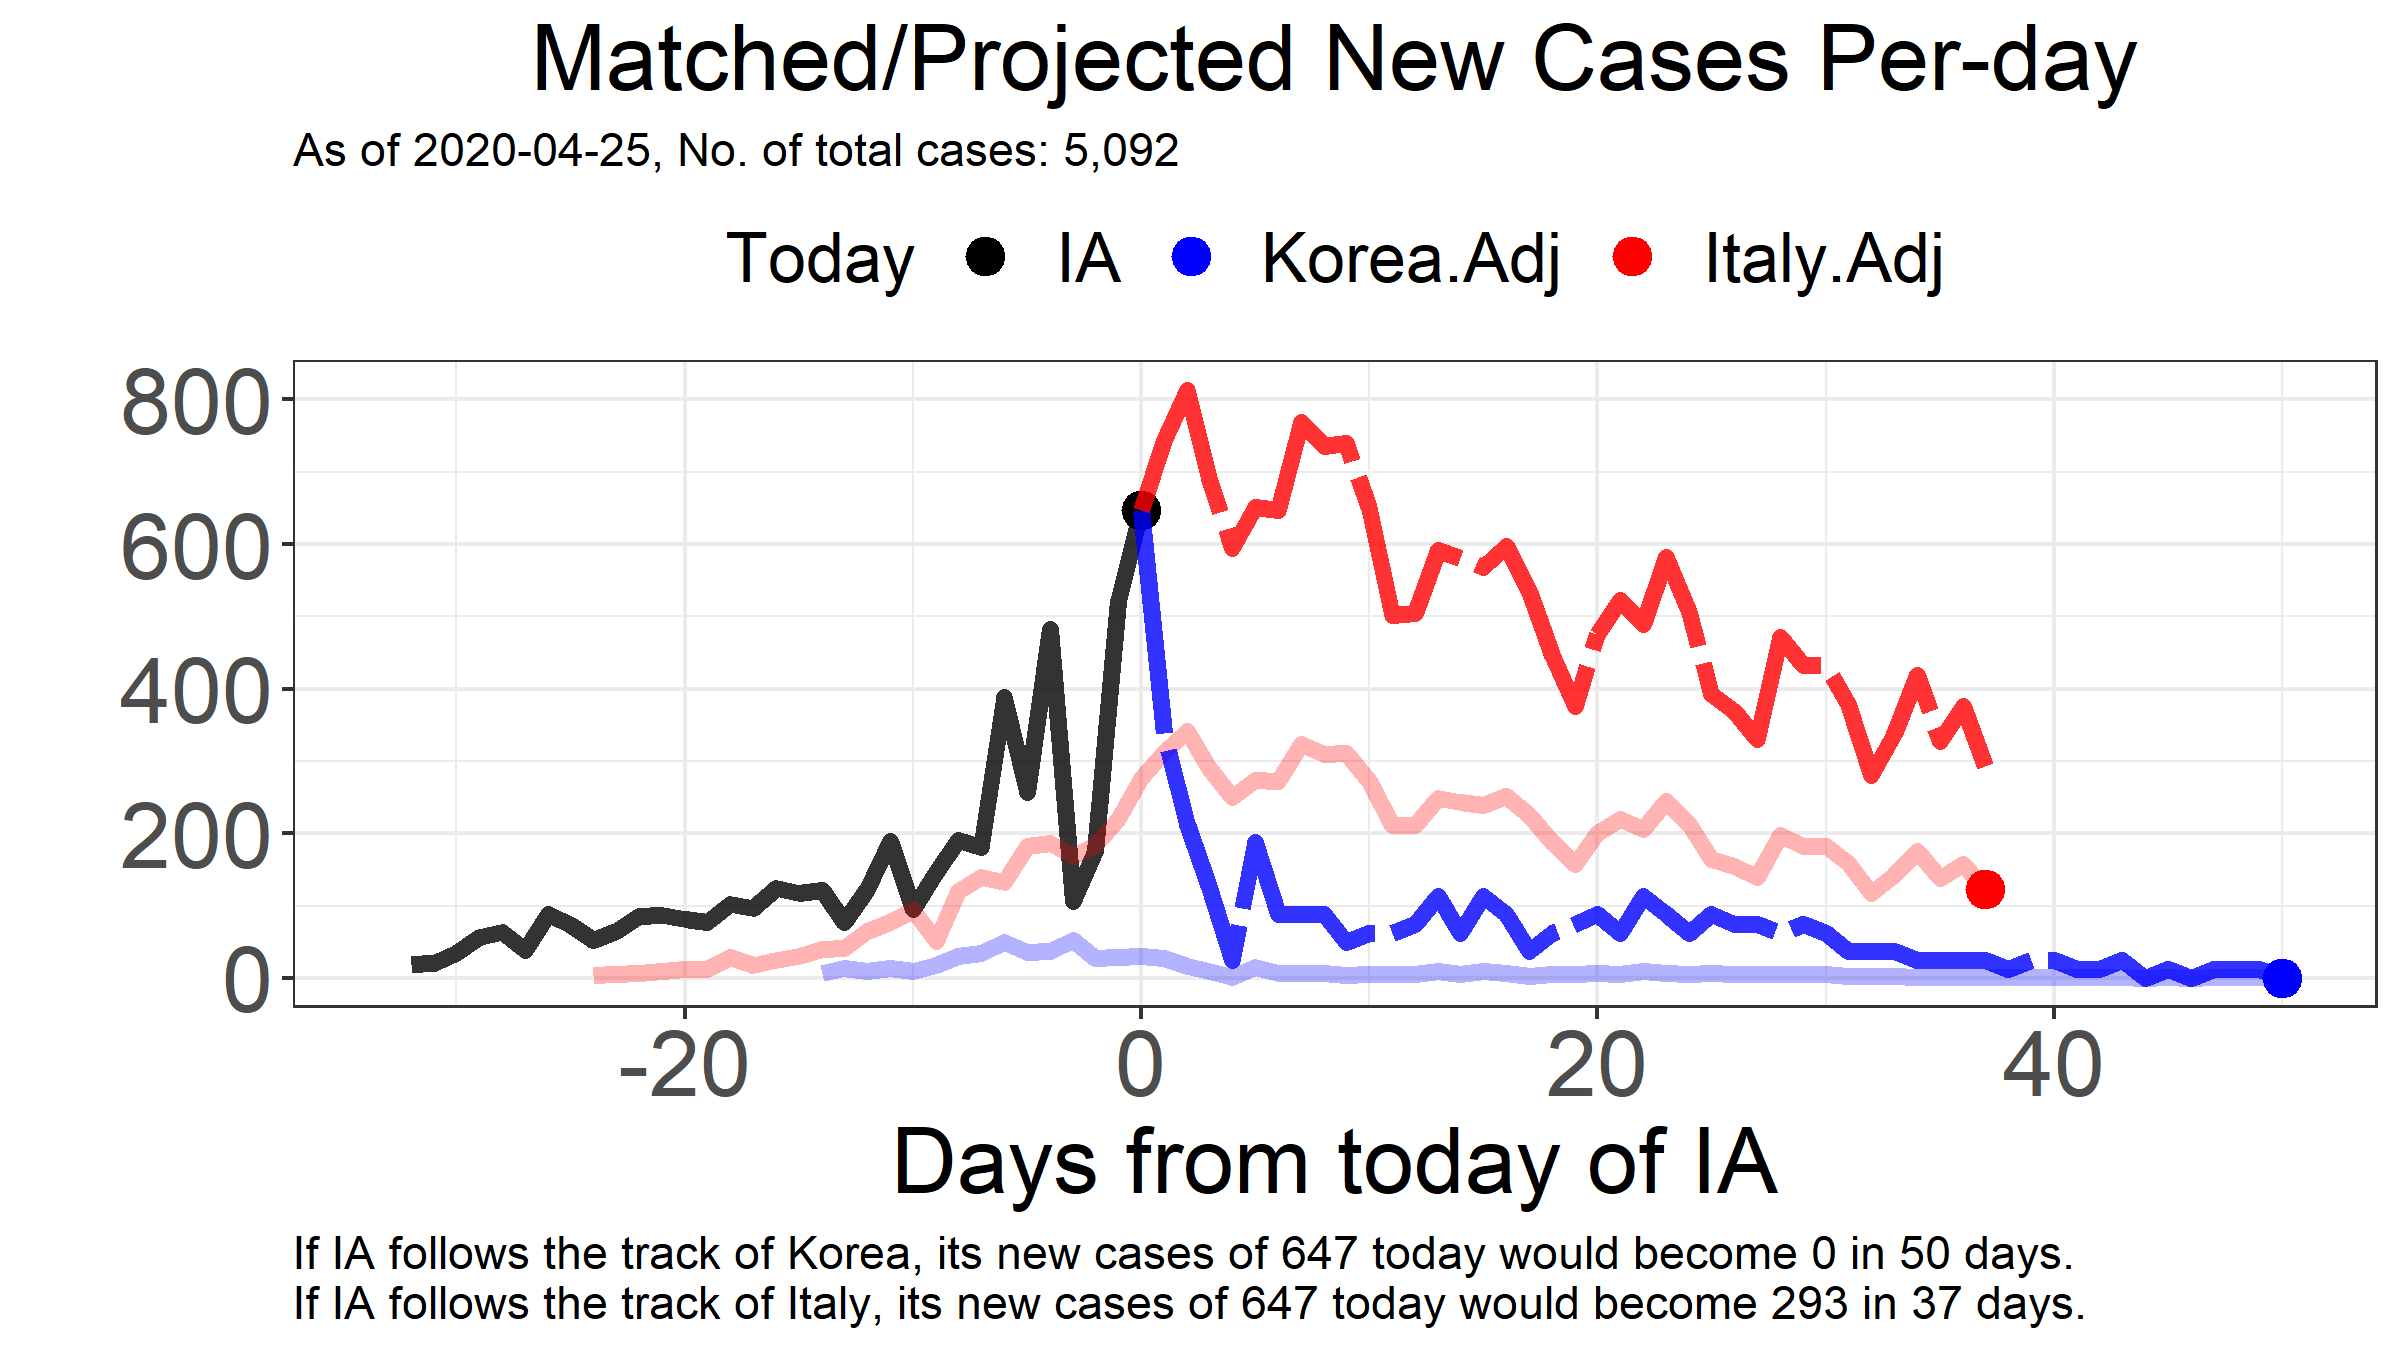 Matched/Projected New Cases Per-day
As of 2020-04-25, No. of total cases: 5,092
Today IA Korea.Adj Italy.Adj
800
600
400
200
0
-20 0 20 40
Days from today of IA
If IA follows the track of Korea, its new cases of 647 today would become 0 in 50 days.
If IA follows the track of Italy, its new cases of 647 today would become 293 in 37 days.